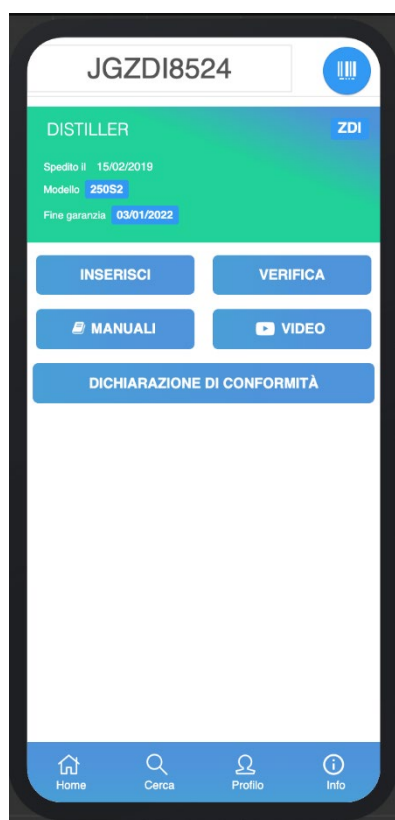 JGZDI8524
DISTILLER ZDI
Spedito il 15/02/2019
Modello 250S2
Fine garanzia 03/01/2022
INSERISCI VERIFICA
MANUALI VIDEO
DICHIARAZIONE DI CONFORMITÀ
Home Cerca Profilo Info